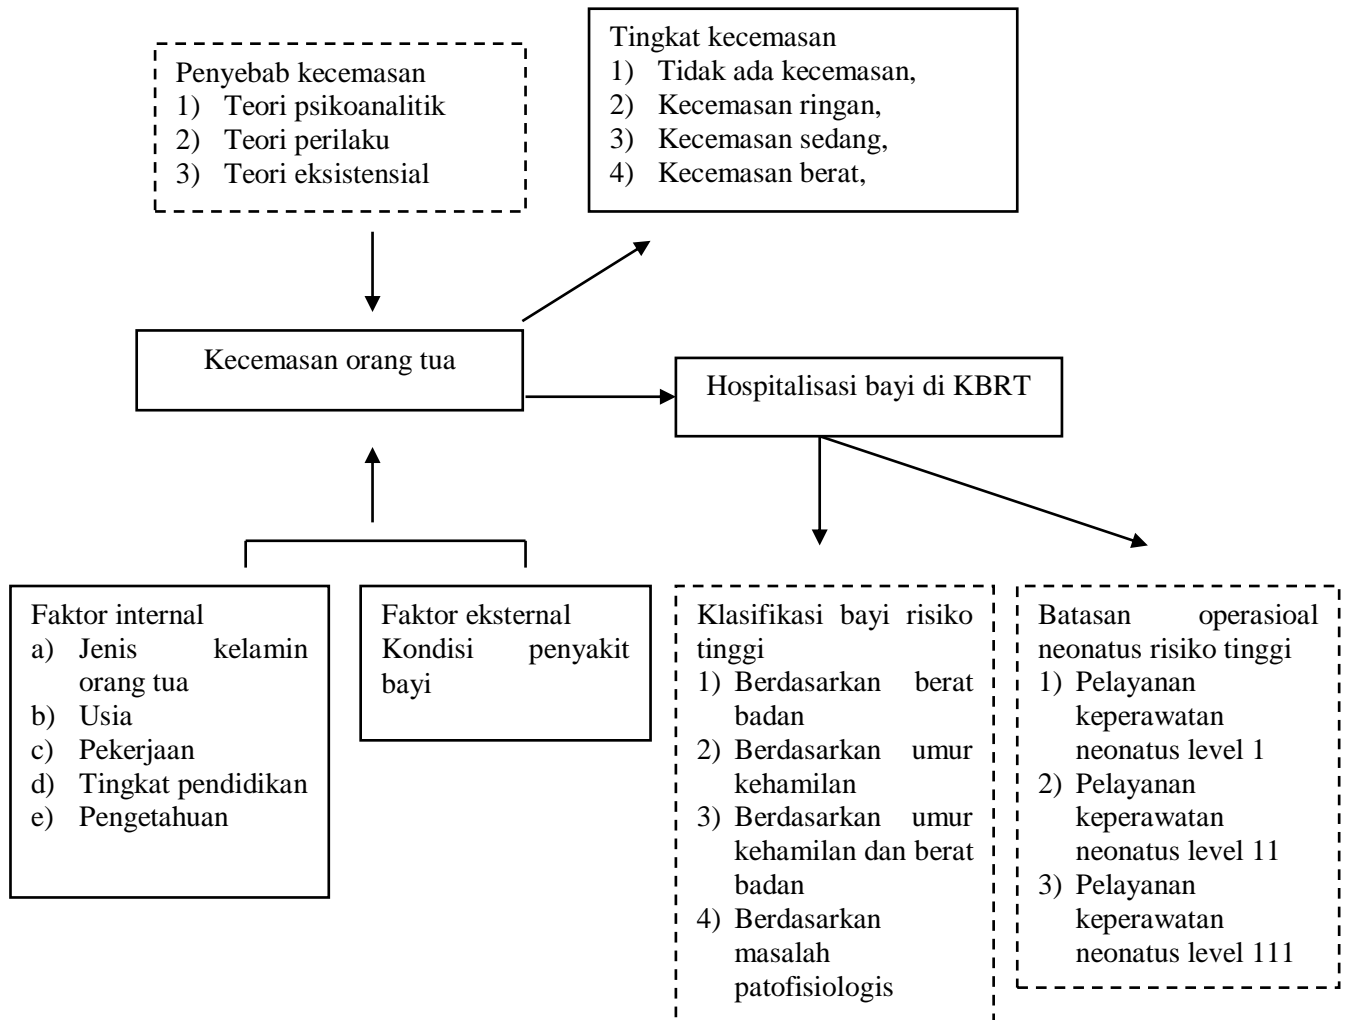 Penyebab kecemasan
1) Teori psikoanalitik
2) Teori perilaku
3) Teori eksistensial
Tingkat kecemasan
1) Tidak ada kecemasan,
2) Kecemasan ringan,
3) Kecemasan sedang,
4) Kecemasan berat,
Kecemasan orang tua
Hospitalisasi bayi di KBRT
Faktor internal
a) Jenis kelamin
orang tua
b) Usia
c) Pekerjaan
d) Tingkat pendidikan
e) Pengetahuan
Faktor eksternal
Kondisi penyakit
bayi
Klasifikasi bayi risiko
tinggi
1) Berdasarkan berat
badan
2) Berdasarkan umur
kehamilan
3) Berdasarkan umur
kehamilan dan berat
badan
4) Berdasarkan
masalah
patofisiologis
Batasan operasioal
neonatus risiko tinggi
1) Pelayanan
keperawatan
neonatus level 1
2) Pelayanan
keperawatan
neonatus level 11
3) Pelayanan
keperawatan
neonatus level 111